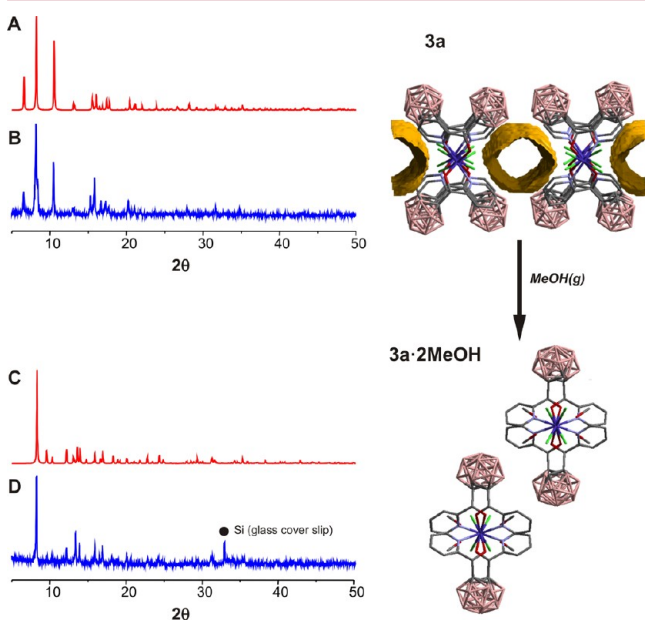 A
3a
B
10 20 30 40 50
2θ
MeOH(g)
3a·2MeOH
C
D
Si (glass cover slip)
10 20 30 40 50
2θ